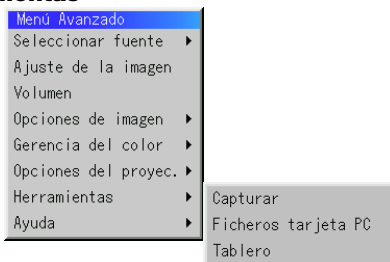 Menú Avanzado
Seleccionar fuente
Ajuste de la imagen
Volumen
Opciones de imagen
Gerencia del color
Opciones del proyec.
Herramientas
Ayuda
Capturar
Ficheros tarjeta PC
Tablero